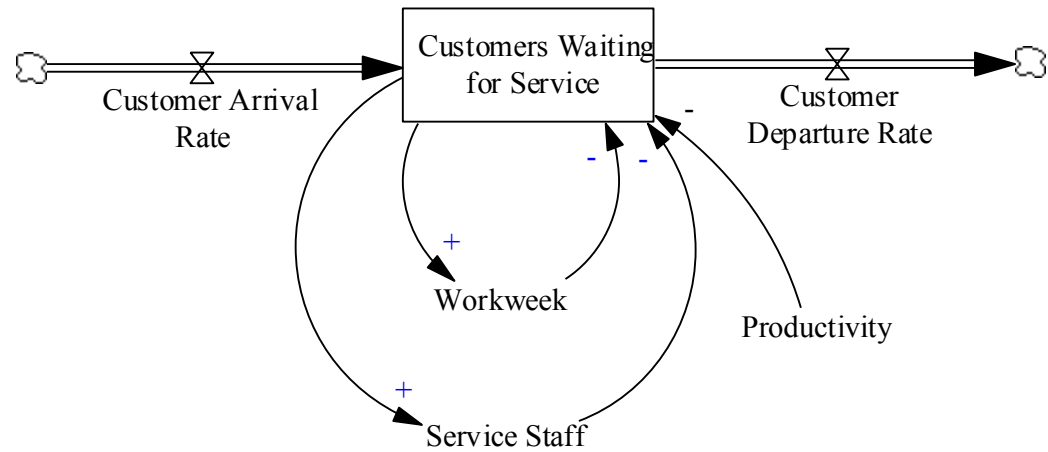 Customers Waiting
for Service
Customer Arrival
Rate
Customer
Departure Rate
-
-
-
+
Workweek
Productivity
+
Service Staff